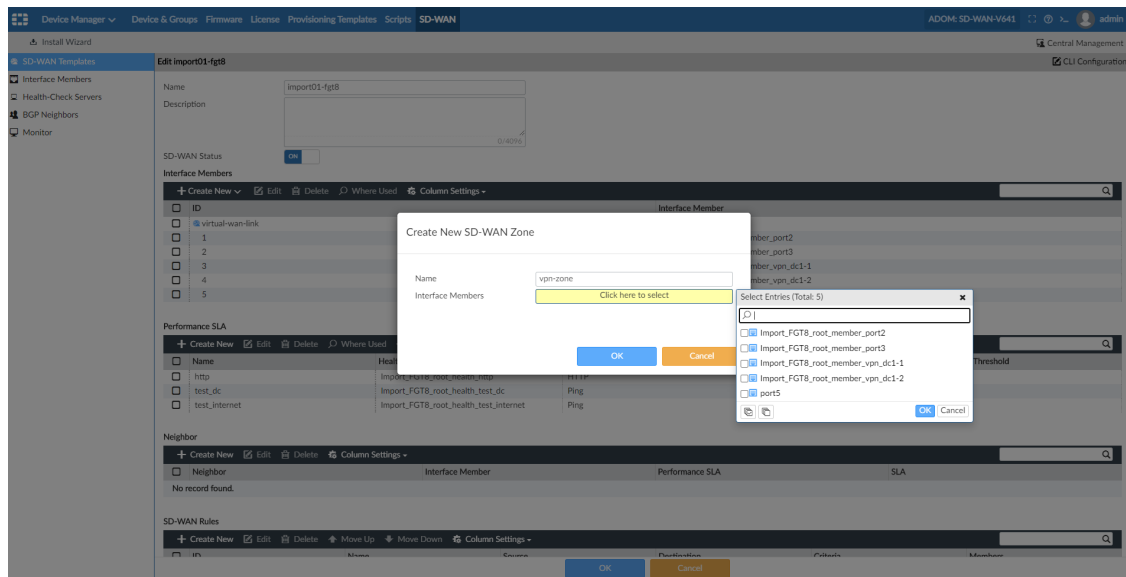 Device Manager Device & Groups Firmware License Provisioning Templates Scripts SD-WAN ADOM: SD-WAN-V641 admin
Install Wizard Central Management
SD-WAN Templates Edit import01-fgt8 CLI Configuration
Interface Members
Health-Check Servers
BGP Neighbors
Monitor
Name import01-fgt8
Description
0/4096
SD-WAN Status ON
Interface Members
Create New Edit Delete Where Used Column Settings
ID Interface Member
virtual-wan-link
1 mber_port2
2 mber_port3
3 mber_vpn_dc1-1
4 mber_vpn_dc1-2
5
Create New SD-WAN Zone
Name vpn-zone
Interface Members Click here to select
OK Cancel
Select Entries (Total: 5)
Import_FGT8_root_member_port2
Import_FGT8_root_member_port3
Import_FGT8_root_member_vpn_dc1-1
Import_FGT8_root_member_vpn_dc1-2
port5
OK Cancel
Performance SLA
Create New Edit Delete Where Used
Name Healt Threshold
http Import_FGT8_root_health_http HTTP
test_dc Import_FGT8_root_health_test_dc Ping
test_internet Import_FGT8_root_health_test_internet Ping
Neighbor
Create New Edit Delete Column Settings
Neighbor Interface Member Performance SLA SLA
No record found.
SD-WAN Rules
Create New Edit Delete Move Up Move Down Column Settings
ID Name Source Destination Criteria Members
OK Cancel